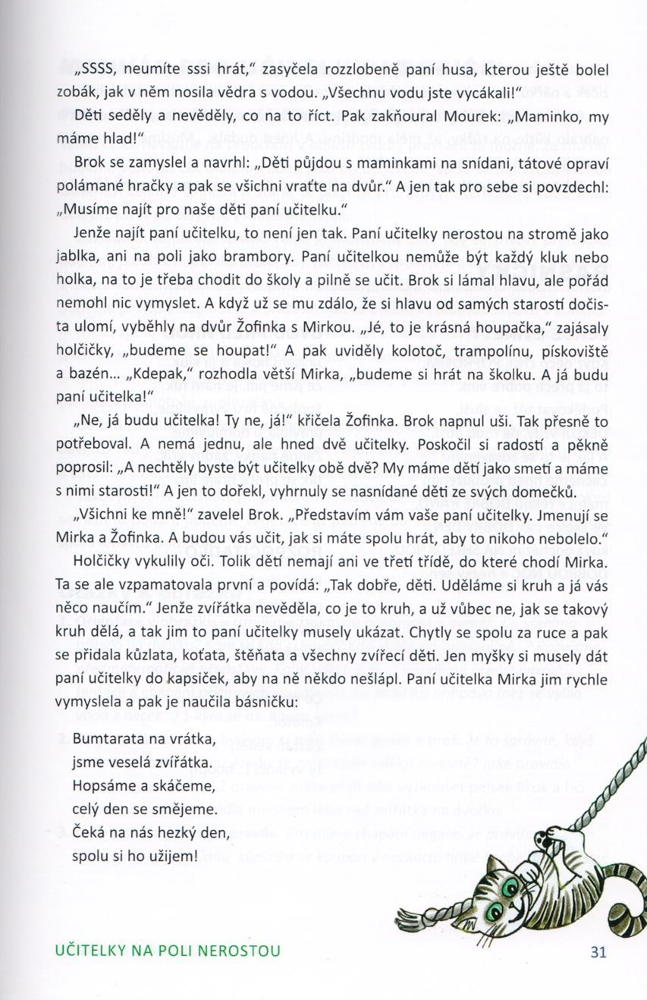 „SSSS, neumíte sssi hrát,“ zasyčela rozzlobeně paní husa, kterou ještě bolel
zobák, jak v něm nosila vědra s vodou. „Všechnu vodu jste vycákali!“
Děti seděly a nevěděly, co na to říct. Pak zakňoural Mourek: „Maminko, my
máme hlad!“
Brok se zamyslel a navrhl: „Děti půjdou s maminkami na snídani, tátové opraví
polámané hračky a pak se všichni vraťte na dvůr.“ A jen tak pro sebe si povzdechl:
„Musíme najít pro naše děti paní učitelku.“
Jenže najít paní učitelku, to není jen tak. Paní učitelky nerostou na stromě jako
jablka, ani na poli jako brambory. Paní učitelkou nemůže být každý kluk nebo
holka, na to je třeba chodit do školy a pilně se učit. Brok si lámal hlavu, ale pořád
nemohl nic vymyslet. A když už se mu zdálo, že si hlavu od samých starostí dočis-
ta ulomí, vyběhly na dvůr Žofinka s Mirkou. „Jé, to je krásná houpačka,“ zajásaly
holčičky, „budeme se houpat!“ A pak uviděly kolotoč, trampolínu, pískoviště
a bazén... „Kdepak,“ rozhodla větší Mirka, „budeme si hrát na školku. A já budu
paní učitelka!“
„Ne, já budu učitelka! Ty ne, já!“ křičela Žofinka. Brok napnul uši. Tak přesně to
potřeboval. A nemá jednu, ale hned dvě učitelky. Poskočil si radostí a pěkně
poprosil: „A nechtěly byste být učitelky obě dvě? My máme dětí jako smetí a máme
s nimi starosti!“ A jen to dořekl, vyhrnuly se nasnídané děti ze svých domečků.
„Všichni ke mně!“ zavelel Brok. „Představím vám vaše paní učitelky. Jmenují se
Mirka a Žofinka. A budou vás učit, jak si máte spolu hrát, aby to nikoho nebolelo.“
Holčičky vykulily oči. Tolik dětí nemají ani ve třetí třídě, do které chodí Mirka.
Ta se ale vzpamatovala první a povídá: „Tak dobře, děti. Uděláme si kruh a já vás
něco naučím.“ Jenže zvířátka nevěděla, co je to kruh, a už vůbec ne, jak se takový
kruh dělá, a tak jim to paní učitelky musely ukázat. Chytly se spolu za ruce a pak
se přidala kůzlata, koťata, štěňata a všechny zvířecí děti. Jen myšky si musely dát
paní učitelky do kapsiček, aby na ně někdo nešlápl. Paní učitelka Mirka jim rychle
vymyslela a pak je naučila básničku:
Bumtarata na vrátka,
jsme veselá zvířátka.
Hopsáme a skáčeme,
celý den se smějeme.
Čeká na nás hezký den,
spolu si ho užijem!
UČITELKY NA POLI NEROSTOU
31